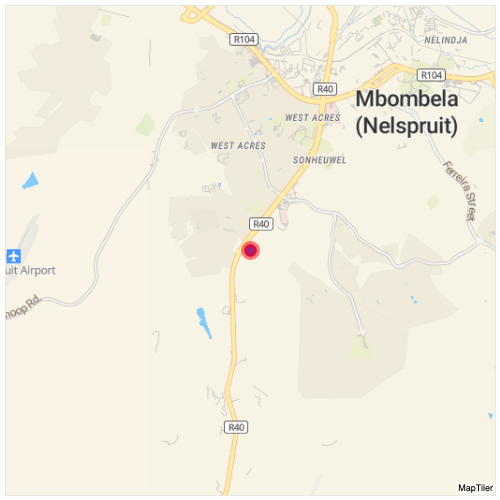 R104
NELINDJA
R104
R40
Mbombela
(Nelspruit)
WEST ACRES
WEST ACRES
SONHEUWEL
Ferreira Street
R40
uit Airport
noop Rd.
R40
MapTiler